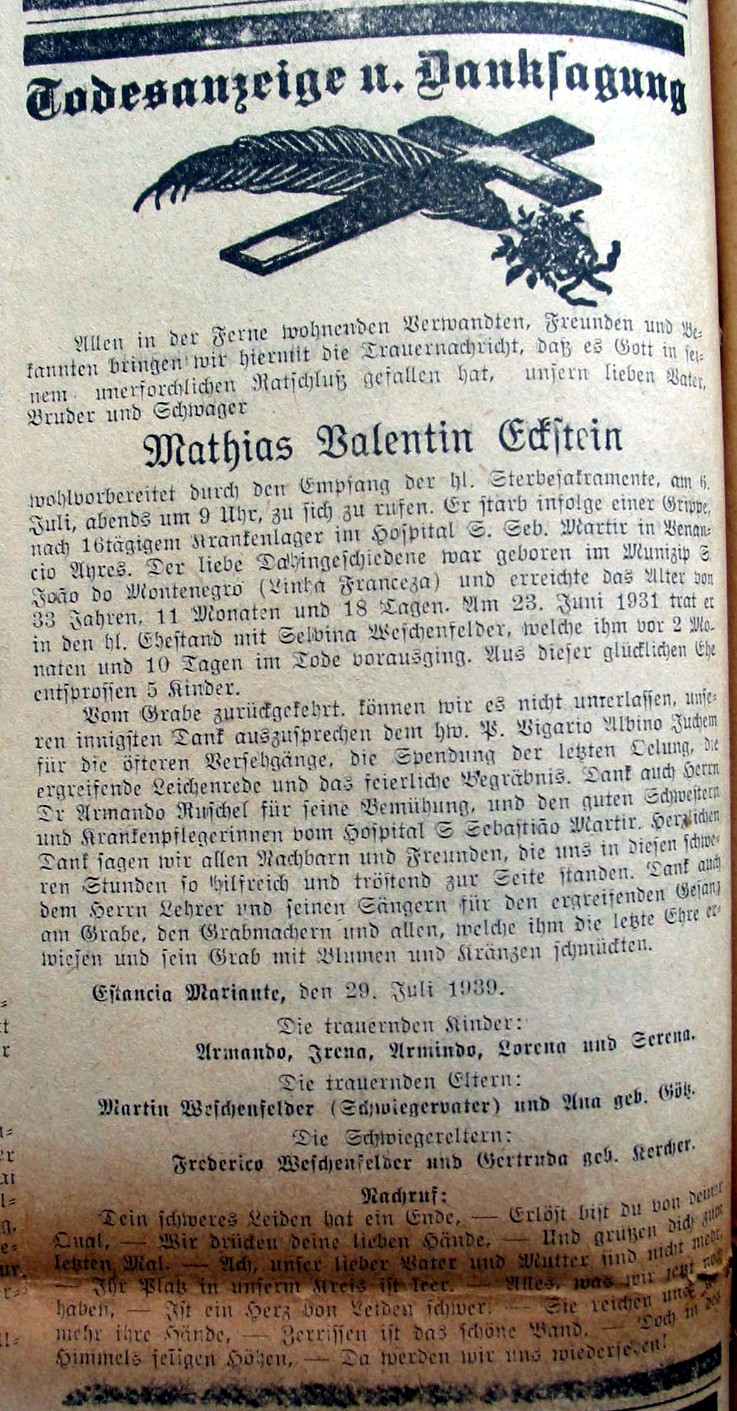 Todesanzeige u. Danksagung
Allen in der Ferne wohnenden Verwandten, Freunden und Be-
kannten bringen wir hiermit die Trauernachricht, daß es Gott in sei-
nem unerforchlichen Ratschluß gefallen hat, unsern lieben Vater,
Bruder und Schwager
Mathias Valentin Eckstein
wohlvorbereitet durch den Empfang der hl. Sterbesakramente, am 6.
Juli, abends um 9 Uhr, zu sich zu rufen. Er starb infolge einer Grippe,
nach 16tägigem Krankenlager im Hospital S. Seb. Martir in Venan-
cio Ayres. Der liebe Dahingeschiedene war geboren im Munizip S.
João do Montenegro (Linha Franceza) und erreichte das Alter von
33 Jahren, 11 Monaten und 18 Tagen. Am 23. Juni 1931 trat er
in den hl. Ehestand mit Selvina Weschenfelder, welche ihm vor 2 Mo-
naten und 10 Tagen im Tode vorausging. Aus dieser glücklichen Ehe
entsprossen 5 Kinder.
Vom Grabe zurückgekehrt. können wir es nicht unterlassen, unse-
ren innigsten Dank auszusprechen dem hw. P. Vigario Albino Juchem
für die öfteren Versehgänge, die Spendung der letzten Oelung, die
ergreifende Leichenrede und das feierliche Begräbnis. Dank auch Herrn
Dr Armando Ruschel für seine Bemühung, und den guten Schwestern
und Krankenpflegerinnen vom Hospital S Sebastião Martir. Herzlichen
Dank sagen wir allen Nachbarn und Freunden, die uns in diesen schwe-
ren Stunden so hilfreich und tröstend zur Seite standen. Dank auch
dem Herrn Lehrer und seinen Sängern für den ergreifenden Gesang
am Grabe, den Grabmachern und allen, welche ihm die letzte Ehre er-
wiesen und sein Grab mit Blumen und Kränzen schmückten.
Estancia Mariante, den 29. Juli 1939.
Die trauernden Kinder:
Armando, Irena, Armindo, Lorena und Serena.
Die trauernden Eltern:
Martin Weschenfelder (Schwiegervater) und Ana geb. Götz.
Die Schwiegereltern:
Frederico Weschenfelder und Gertruda geb. Kercher.
Nachruf:
Dein schweres Leiden hat ein Ende, — Erlöst bist du von deiner
Qual, — Wir drücken deine lieben Hände, — Und grüßen dich zum
letzten Mal. — Ach, unser lieber Vater und Mutter sind nicht mehr,
— Ihr Platz in unserm Kreis ist leer. — Alles, was wir jetzt noch
haben, — Ist ein Herz von Leiden schwer. — Sie reichen uns
mehr ihre Hände, — Zerrissen ist das schöne Band, — Doch in des
Himmels seligen Höhen, — Da werden wir uns wiedersehen!